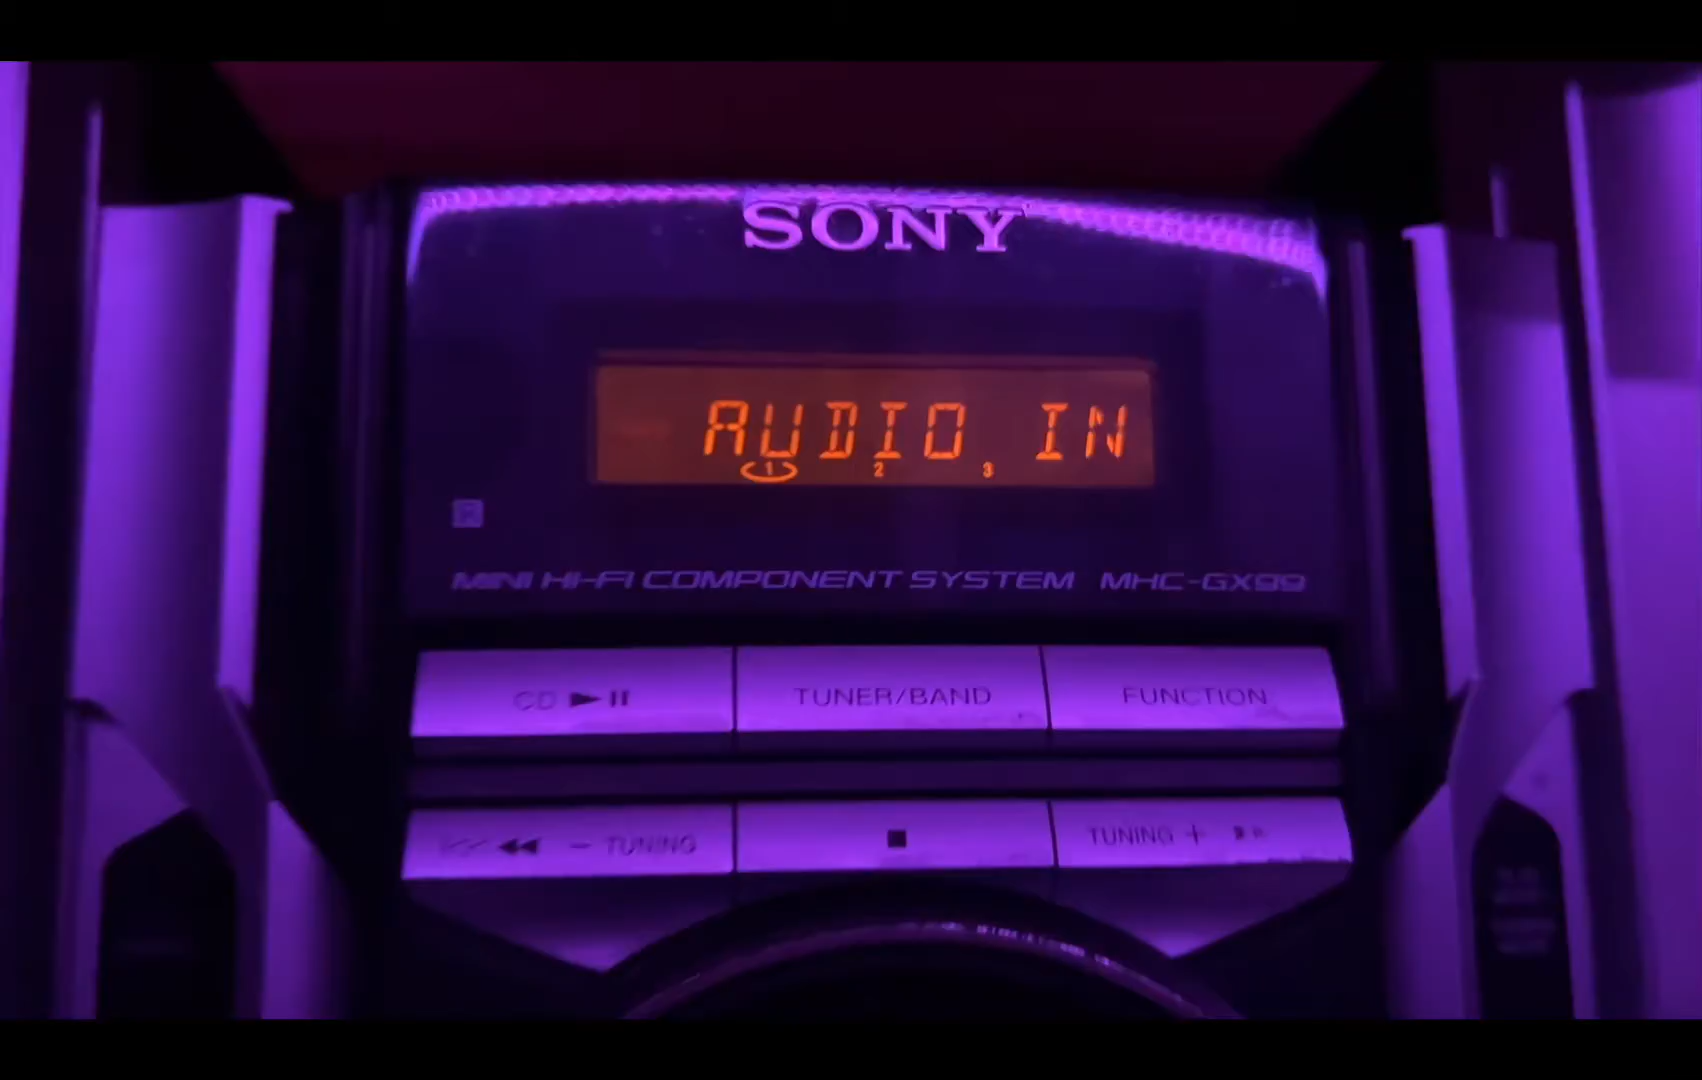 SONY
AUDIO IN
1 2 3
MINI HI-FI COMPONENT SYSTEM MHC-GX99
CD ▶ II
TUNER/BAND
FUNCTION
◀◀ – TUNING
■
TUNING +